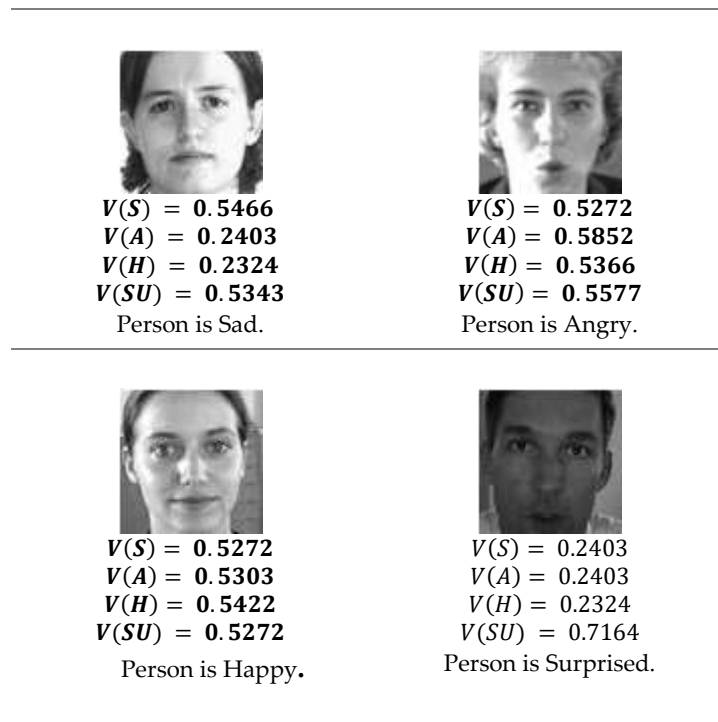 V(S) = 0.5466
V(A) = 0.2403
V(H) = 0.2324
V(SU) = 0.5343
Person is Sad.
V(S) = 0.5272
V(A) = 0.5852
V(H) = 0.5366
V(SU) = 0.5577
Person is Angry.
V(S) = 0.5272
V(A) = 0.5303
V(H) = 0.5422
V(SU) = 0.5272
Person is Happy.
V(S) = 0.2403
V(A) = 0.2403
V(H) = 0.2324
V(SU) = 0.7164
Person is Surprised.